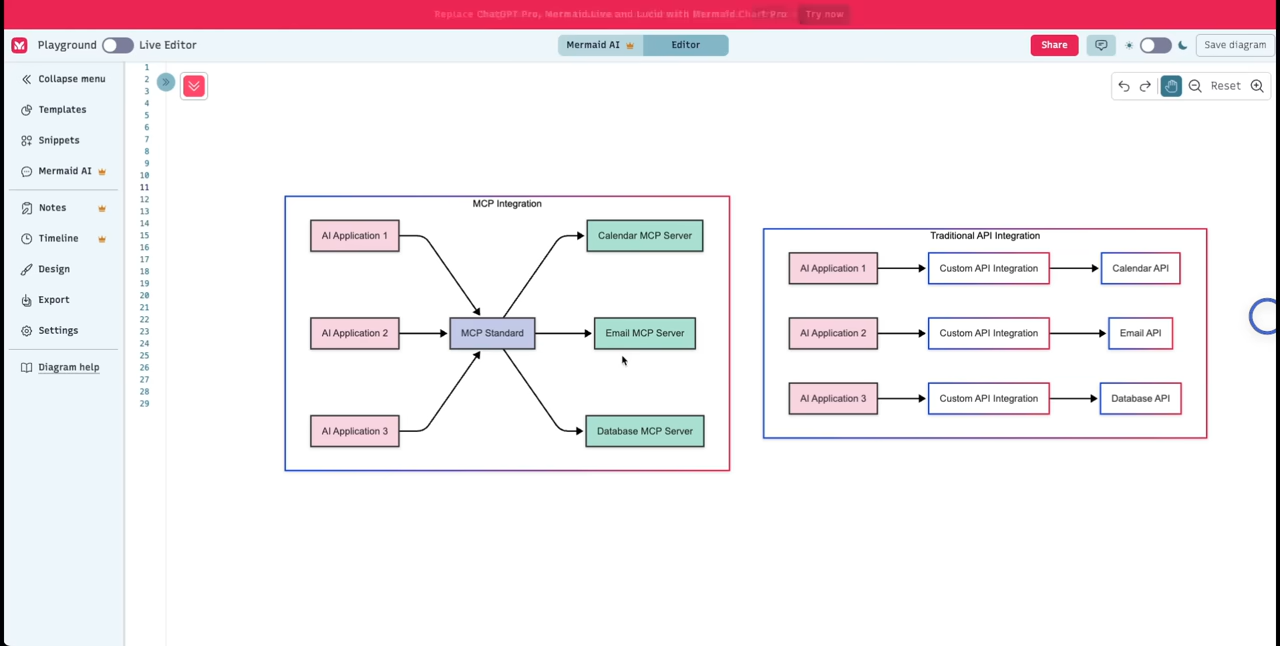 Replace ChatGPT Pro, Mermaid.Live and Lucid with Mermaid Chart Pro
Try now
Playground
Live Editor
Mermaid AI
Editor
Share
Save diagram
Collapse menu
Templates
Snippets
Mermaid AI
Notes
Timeline
Design
Export
Settings
Diagram help
1
2
3
4
5
6
7
8
9
10
11
12
13
14
15
16
17
18
19
20
21
22
23
24
25
26
27
28
29
Reset
MCP Integration
AI Application 1
Calendar MCP Server
AI Application 2
MCP Standard
Email MCP Server
AI Application 3
Database MCP Server
Traditional API Integration
AI Application 1
Custom API Integration
Calendar API
AI Application 2
Custom API Integration
Email API
AI Application 3
Custom API Integration
Database API